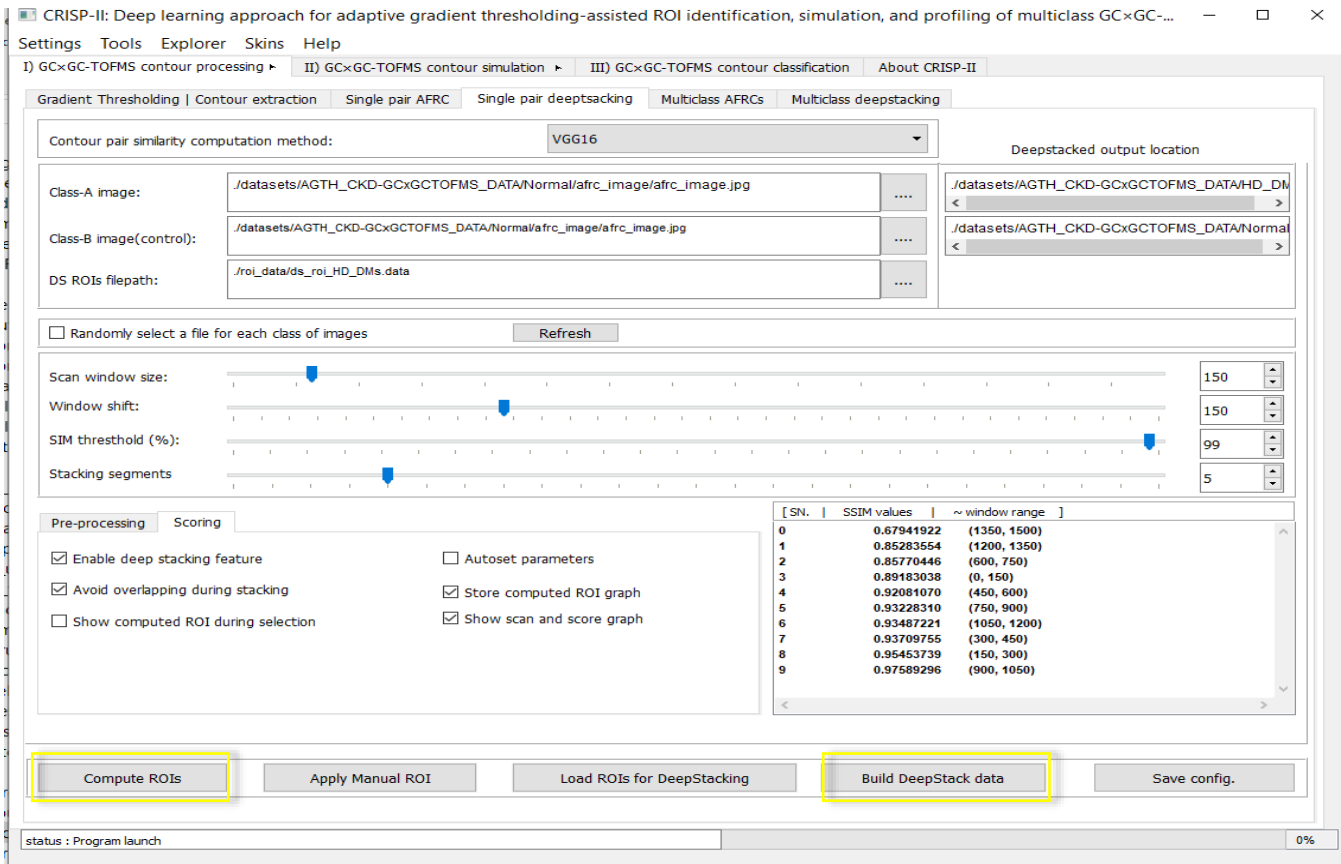 CRISP-II: Deep learning approach for adaptive gradient thresholding-assisted ROI identification, simulation, and profiling of multiclass GC×GC-...
Settings Tools Explorer Skins Help
I) GC×GC-TOFMS contour processing II) GC×GC-TOFMS contour simulation III) GC×GC-TOFMS contour classification About CRISP-II
Gradient Thresholding | Contour extraction Single pair AFRC Single pair deeptsacking Multiclass AFRCs Multiclass deepstacking
Contour pair similarity computation method: VGG16
Deepstacked output location
Class-A image: ./datasets/AGTH_CKD-GCxGCTOFMS_DATA/Normal/afrc_image/afrc_image.jpg .... ./datasets/AGTH_CKD-GCxGCTOFMS_DATA/HD_DM
Class-B image(control): ./datasets/AGTH_CKD-GCxGCTOFMS_DATA/Normal/afrc_image/afrc_image.jpg .... ./datasets/AGTH_CKD-GCxGCTOFMS_DATA/Normal
DS ROIs filepath: ./roi_data/ds_roi_HD_DMs.data ....
Randomly select a file for each class of images Refresh
Scan window size: 150
Window shift: 150
SIM threshold (%): 99
Stacking segments 5
Pre-processing Scoring
Enable deep stacking feature Autoset parameters
Avoid overlapping during stacking Store computed ROI graph
Show computed ROI during selection Show scan and score graph
[ SN. | SSIM values | ~ window range ]
0 0.67941922 (1350, 1500)
1 0.85283554 (1200, 1350)
2 0.85770446 (600, 750)
3 0.89183038 (0, 150)
4 0.92081070 (450, 600)
5 0.93228310 (750, 900)
6 0.93487221 (1050, 1200)
7 0.93709755 (300, 450)
8 0.95453739 (150, 300)
9 0.97589296 (900, 1050)
Compute ROIs Apply Manual ROI Load ROIs for DeepStacking Build DeepStack data Save config.
status : Program launch 0%